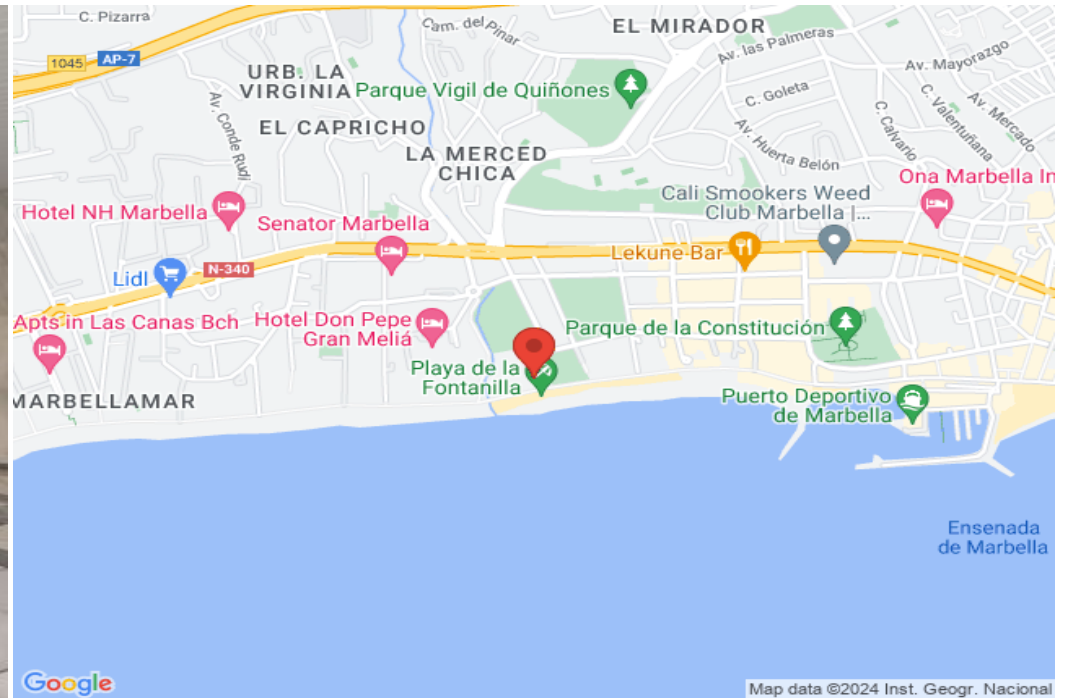 C. Pizarra
Cam. del Pinar
EL MIRADOR
Av. las Palmeras
Av. Mayorazgo
1045
AP-7
URB. LA
VIRGINIA
Parque Vigil de Quiñones
C. Goleta
C. Valentuñana
Av. Mercado
Av. Conde Rudi
EL CAPRICHO
C. Calvario
Av. Huerta Belón
LA MERCED
CHICA
Cali Smookers Weed
Club Marbella |...
Ona Marbella In
Hotel NH Marbella
Senator Marbella
Lekune Bar
N-340
Lidl
Apts in Las Canas Bch
Hotel Don Pepe
Gran Meliá
Parque de la Constitución
Playa de la
Fontanilla
MARBELLAMAR
Puerto Deportivo
de Marbella
Ensenada
de Marbella
Google
Map data ©2024 Inst. Geogr. Nacional